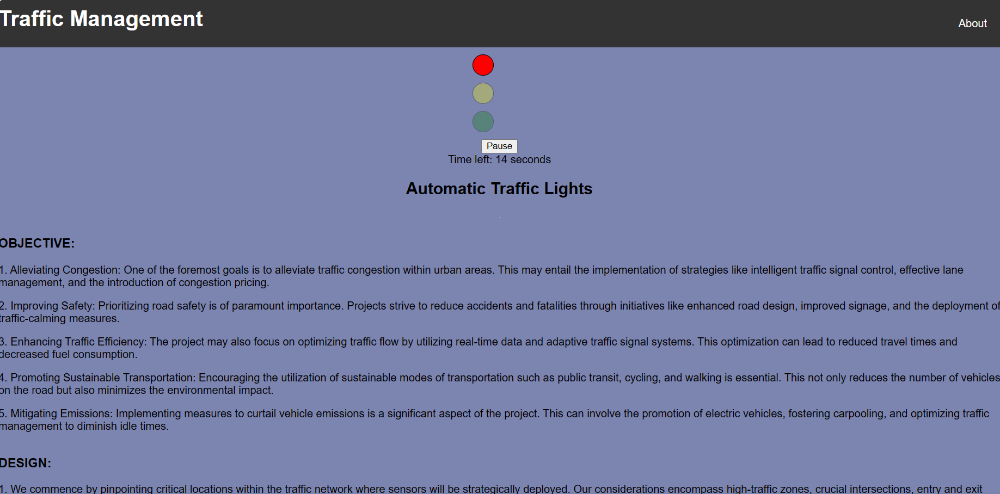 Traffic Management
About
Pause
Time left: 14 seconds
Automatic Traffic Lights
.
OBJECTIVE:
1. Alleviating Congestion: One of the foremost goals is to alleviate traffic congestion within urban areas. This may entail the implementation of strategies like intelligent traffic signal control, effective lane
management, and the introduction of congestion pricing.
2. Improving Safety: Prioritizing road safety is of paramount importance. Projects strive to reduce accidents and fatalities through initiatives like enhanced road design, improved signage, and the deployment of
traffic-calming measures.
3. Enhancing Traffic Efficiency: The project may also focus on optimizing traffic flow by utilizing real-time data and adaptive traffic signal systems. This optimization can lead to reduced travel times and
decreased fuel consumption.
4. Promoting Sustainable Transportation: Encouraging the utilization of sustainable modes of transportation such as public transit, cycling, and walking is essential. This not only reduces the number of vehicles
on the road but also minimizes the environmental impact.
5. Mitigating Emissions: Implementing measures to curtail vehicle emissions is a significant aspect of the project. This can involve the promotion of electric vehicles, fostering carpooling, and optimizing traffic
management to diminish idle times.
DESIGN:
1. We commence by pinpointing critical locations within the traffic network where sensors will be strategically deployed. Our considerations encompass high-traffic zones, crucial intersections, entry and exit